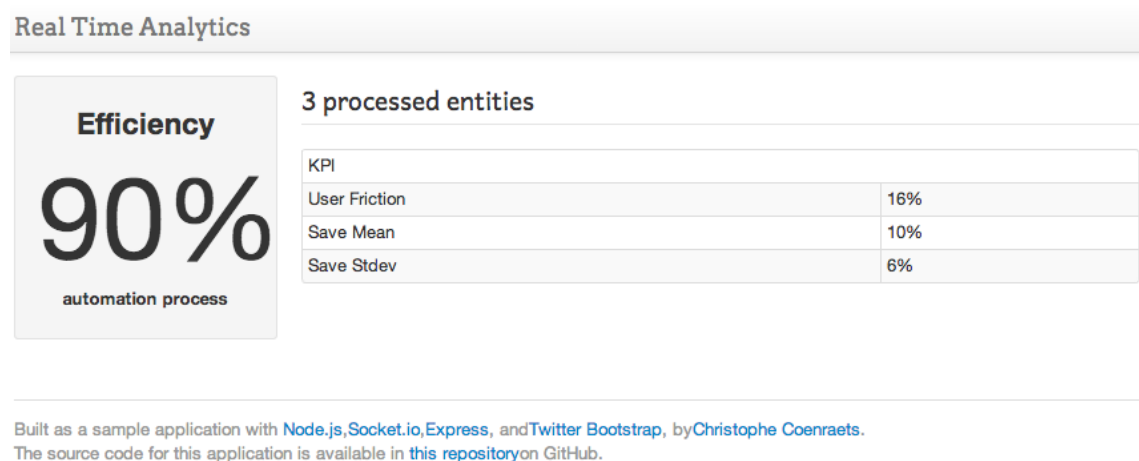 Real Time Analytics
Efficiency
90%
automation process
3 processed entities
KPI
User Friction 16%
Save Mean 10%
Save Stdev 6%
Built as a sample application with Node.js,Socket.io,Express, andTwitter Bootstrap, byChristophe Coenraets.
The source code for this application is available in this repositoryon GitHub.